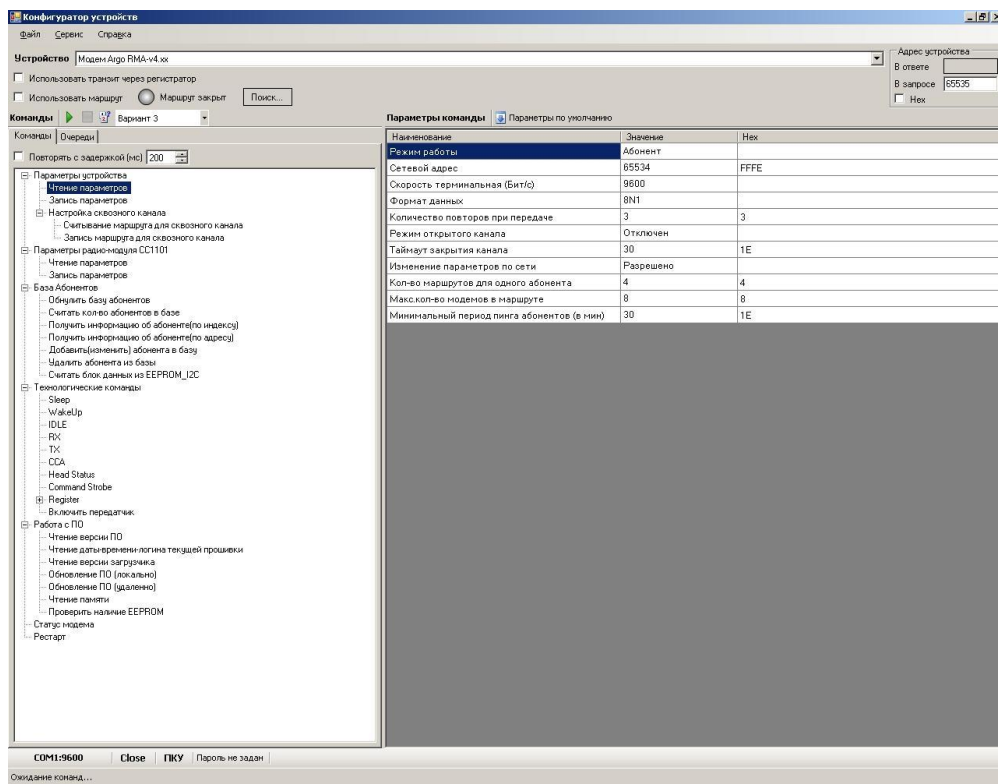 Конфигуратор устройств
Файл Сервис Справка
Устройство Модем Argo RMA-v4.xx
Адрес устройства
В ответе
Использовать транзит через регистратор
В запросе 65535
Использовать маршрут Маршрут закрыт Поиск...
Hex
Команды Вариант 3
Параметры команды Параметры по умолчанию
Команды Очереди
Повторять с задержкой (мс) 200
Параметры устройства
Чтение параметров
Запись параметров
Настройка сквозного канала
Считывание маршрута для сквозного канала
Запись маршрута для сквозного канала
Параметры радио-модуля CC1101
Чтение параметров
Запись параметров
База Абонентов
Обнулить базу абонентов
Считать кол-во абонентов в базе
Получить информацию об абоненте(по индексу)
Получить информацию об абоненте(по адресу)
Добавить(изменить) абонента в базу
Удалить абонента из базы
Считать блок данных из EEPROM_I2C
Технологические команды
Sleep
WakeUp
IDLE
RX
TX
CCA
Head Status
Command Strobe
Register
Включить передатчик
Работа с ПО
Чтение версии ПО
Чтение даты-времени-логина текущей прошивки
Чтение версии загрузчика
Обновление ПО (локально)
Обновление ПО (удаленно)
Чтение памяти
Проверить наличие EEPROM
Статус модема
Рестарт
Наименование Значение Hex
Режим работы Абонент
Сетевой адрес 65534 FFFE
Скорость терминальная (Бит/с) 9600
Формат данных 8N1
Количество повторов при передаче 3 3
Режим открытого канала Отключен
Таймаут закрытия канала 30 1E
Изменение параметров по сети Разрешено
Кол-во маршрутов для одного абонента 4 4
Макс.кол-во модемов в маршруте 8 8
Минимальный период пинга абонентов (в мин) 30 1E
COM1:9600 Close ПКУ Пароль не задан
Ожидание команд...